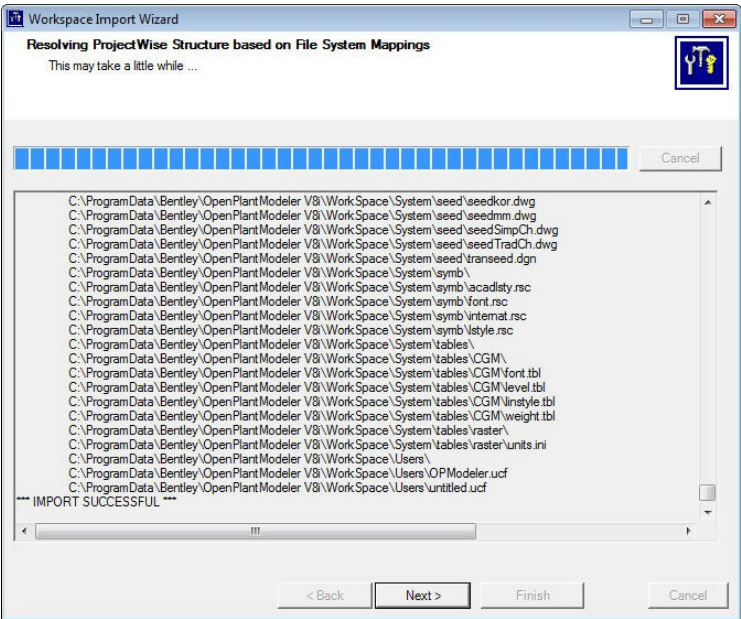 Workspace Import Wizard
Resolving ProjectWise Structure based on File System Mappings
This may take a little while ...
Cancel
C:\ProgramData\Bentley\OpenPlantModeler V8i\WorkSpace\System\seed\seedkor.dwg
C:\ProgramData\Bentley\OpenPlantModeler V8i\WorkSpace\System\seed\seedmm.dwg
C:\ProgramData\Bentley\OpenPlantModeler V8i\WorkSpace\System\seed\seedSimpCh.dwg
C:\ProgramData\Bentley\OpenPlantModeler V8i\WorkSpace\System\seed\seedTradCh.dwg
C:\ProgramData\Bentley\OpenPlantModeler V8i\WorkSpace\System\seed\transeed.dgn
C:\ProgramData\Bentley\OpenPlantModeler V8i\WorkSpace\System\symb\
C:\ProgramData\Bentley\OpenPlantModeler V8i\WorkSpace\System\symb\acadlsty.rsc
C:\ProgramData\Bentley\OpenPlantModeler V8i\WorkSpace\System\symb\font.rsc
C:\ProgramData\Bentley\OpenPlantModeler V8i\WorkSpace\System\symb\internat.rsc
C:\ProgramData\Bentley\OpenPlantModeler V8i\WorkSpace\System\symb\lstyle.rsc
C:\ProgramData\Bentley\OpenPlantModeler V8i\WorkSpace\System\tables\
C:\ProgramData\Bentley\OpenPlantModeler V8i\WorkSpace\System\tables\CGM\
C:\ProgramData\Bentley\OpenPlantModeler V8i\WorkSpace\System\tables\CGM\font.tbl
C:\ProgramData\Bentley\OpenPlantModeler V8i\WorkSpace\System\tables\CGM\level.tbl
C:\ProgramData\Bentley\OpenPlantModeler V8i\WorkSpace\System\tables\CGM\linstyle.tbl
C:\ProgramData\Bentley\OpenPlantModeler V8i\WorkSpace\System\tables\CGM\weight.tbl
C:\ProgramData\Bentley\OpenPlantModeler V8i\WorkSpace\System\tables\raster\
C:\ProgramData\Bentley\OpenPlantModeler V8i\WorkSpace\System\tables\raster\units.ini
C:\ProgramData\Bentley\OpenPlantModeler V8i\WorkSpace\Users\
C:\ProgramData\Bentley\OpenPlantModeler V8i\WorkSpace\Users\OPModeler.ucf
C:\ProgramData\Bentley\OpenPlantModeler V8i\WorkSpace\Users\untitled.ucf
*** IMPORT SUCCESSFUL ***
< Back Next > Finish Cancel